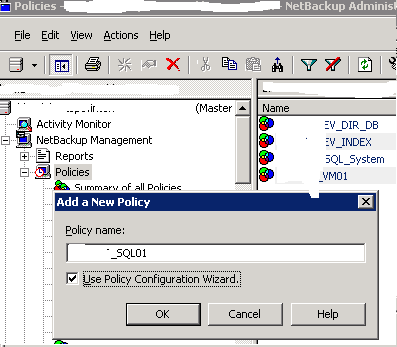 Policies -
- NetBackup Administ
File Edit View Actions Help
(Master
Activity Monitor
NetBackup Management
Reports
Policies
Summary of all Policies
Name
EV_DIR_DB
EV_INDEX
SQL_System
_VM01
Add a New Policy
Policy name:
_SQL01
Use Policy Configuration Wizard.
OK Cancel Help